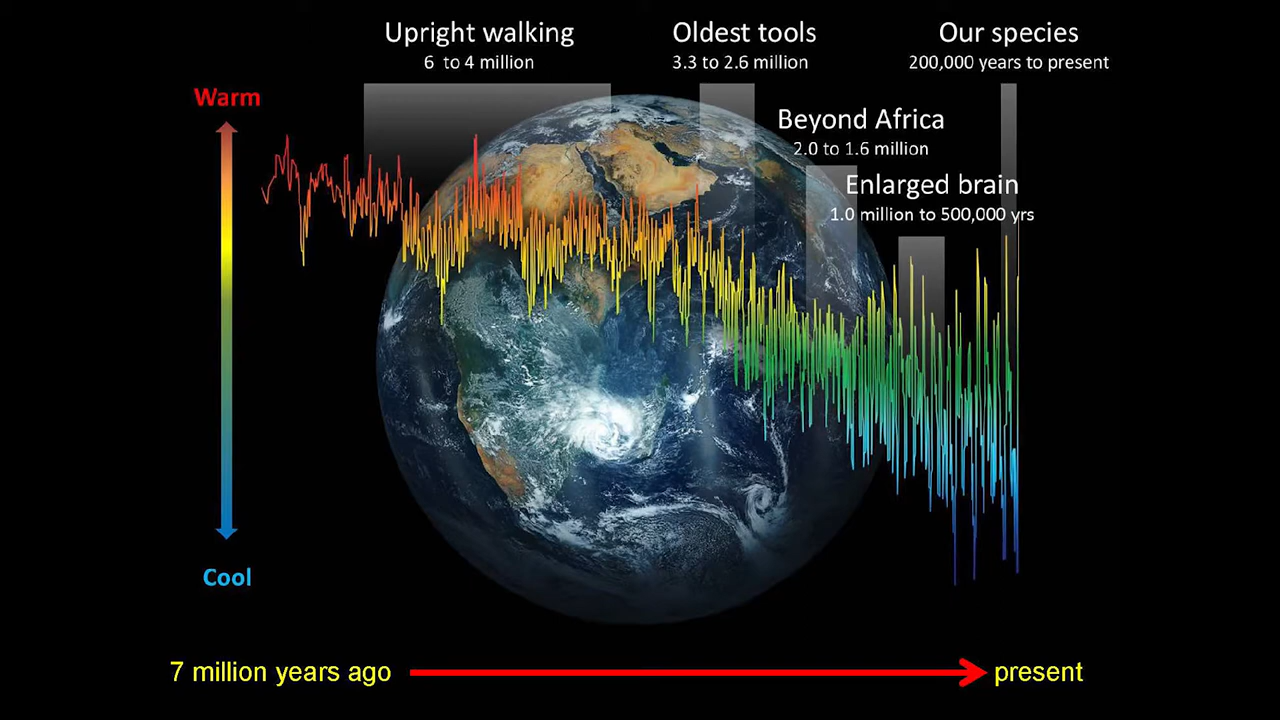 Upright walking
6 to 4 million
Oldest tools
3.3 to 2.6 million
Our species
200,000 years to present
Warm
Beyond Africa
2.0 to 1.6 million
Enlarged brain
1.0 million to 500,000 yrs
Cool
7 million years ago
present